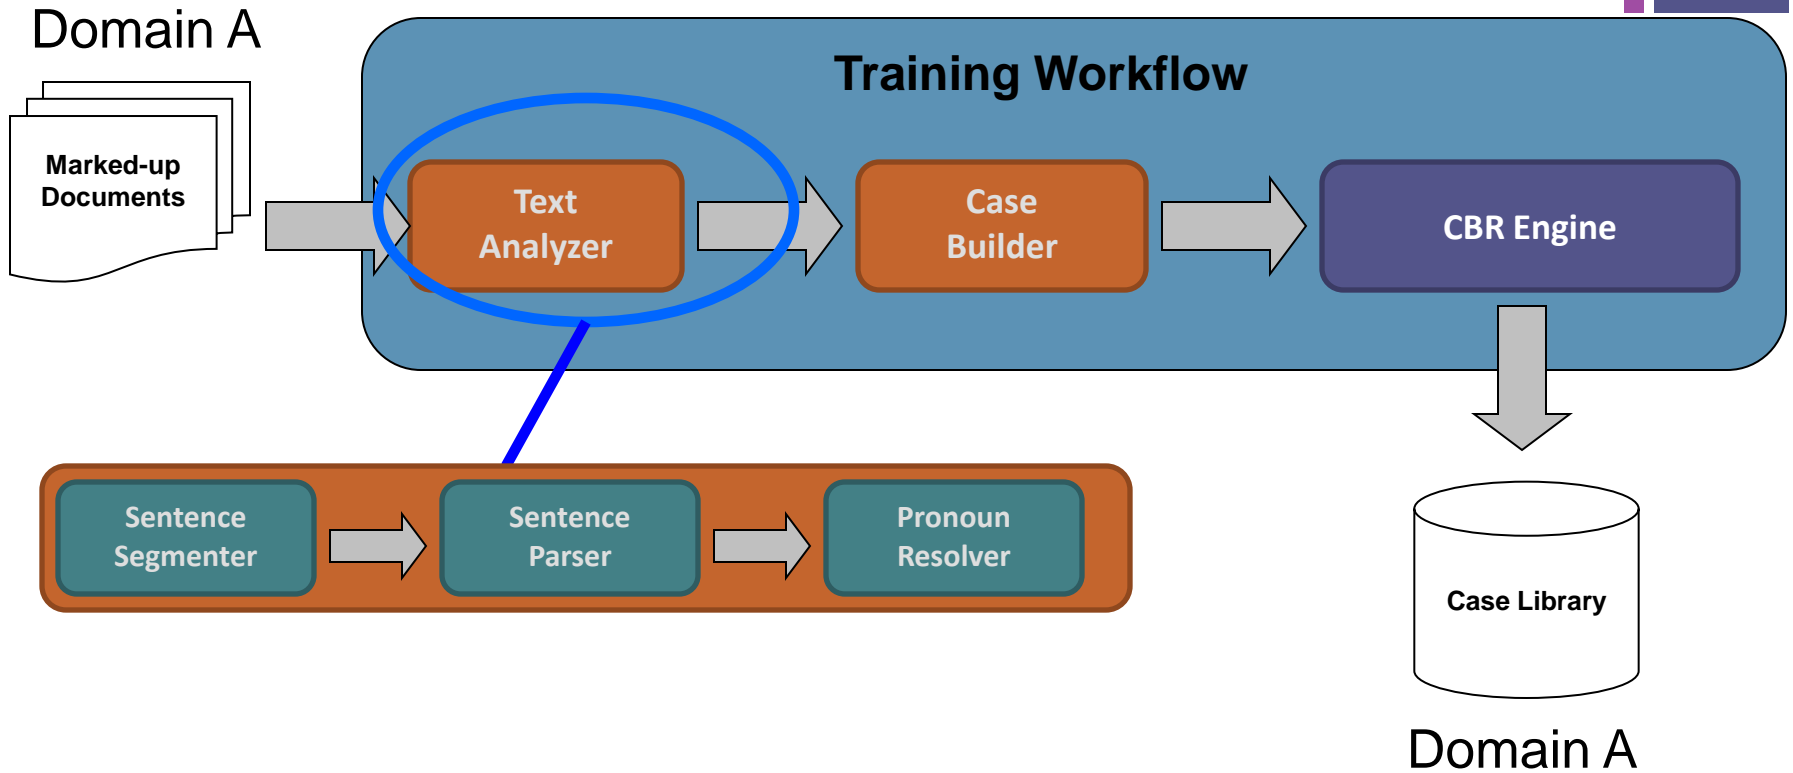 Domain A
Training Workflow
Marked-up
Documents
Text
Analyzer
Case
Builder
CBR Engine
Sentence
Segmenter
Sentence
Parser
Pronoun
Resolver
Case Library
Domain A